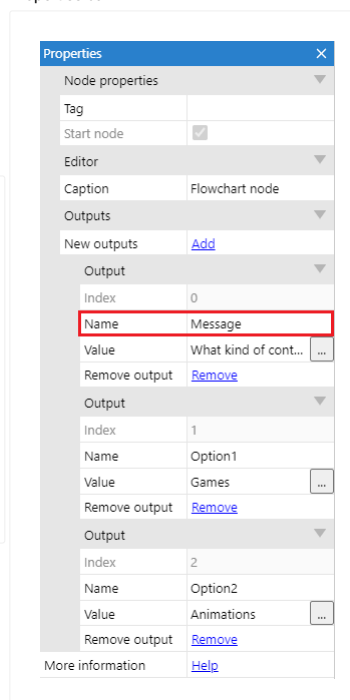 Properties
Node properties
Tag
Start node
Editor
Caption Flowchart node
Outputs
New outputs Add
Output
Index 0
Name Message
Value What kind of cont... ...
Remove output Remove
Output
Index 1
Name Option1
Value Games ...
Remove output Remove
Output
Index 2
Name Option2
Value Animations ...
Remove output Remove
More information Help